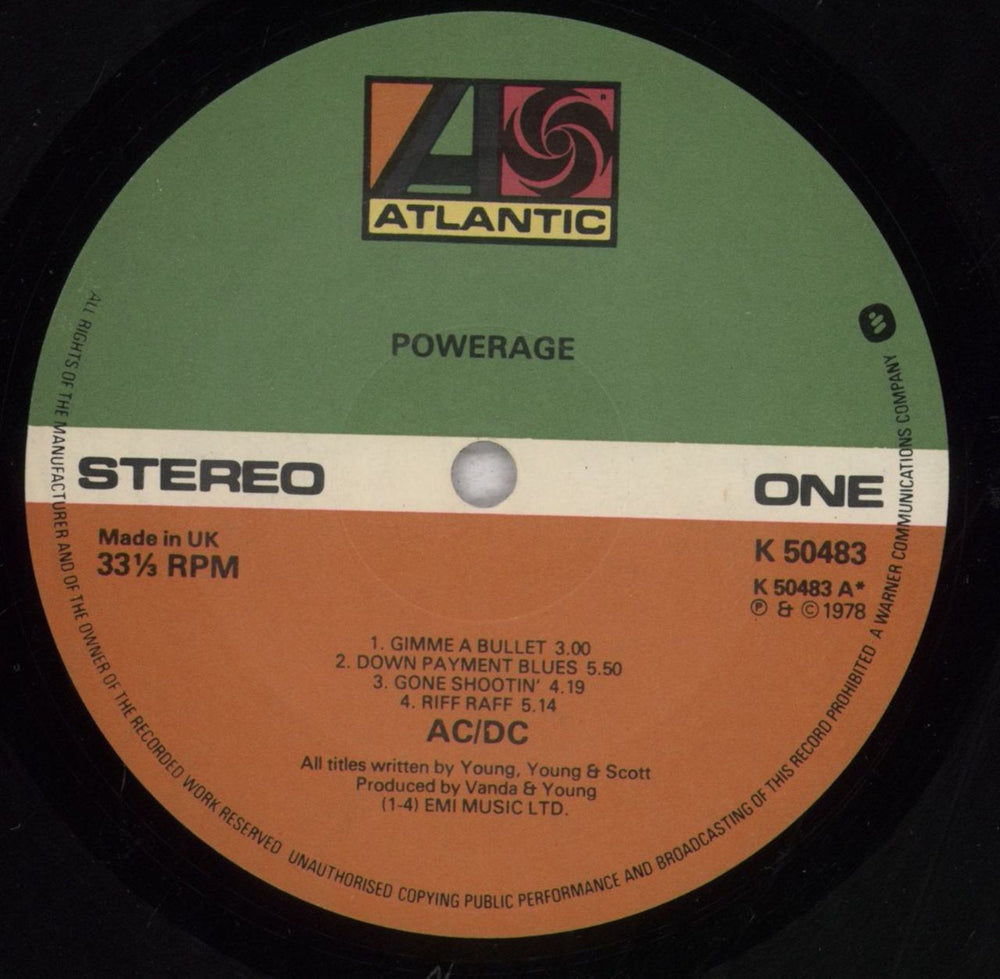 ATLANTIC
POWERAGE
STEREO
ONE
Made in UK
33⅓ RPM
K 50483
K 50483 A*
℗ & © 1978
1. GIMME A BULLET 3.00
2. DOWN PAYMENT BLUES 5.50
3. GONE SHOOTIN' 4.19
4. RIFF RAFF 5.14
AC/DC
All titles written by Young, Young & Scott
Produced by Vanda & Young
(1-4) EMI MUSIC LTD.
ALL RIGHTS OF THE MANUFACTURER AND OF THE OWNER OF THE RECORDED WORK RESERVED UNAUTHORISED COPYING PUBLIC PERFORMANCE AND BROADCASTING OF THIS RECORD PROHIBITED A WARNER COMMUNICATIONS COMPANY